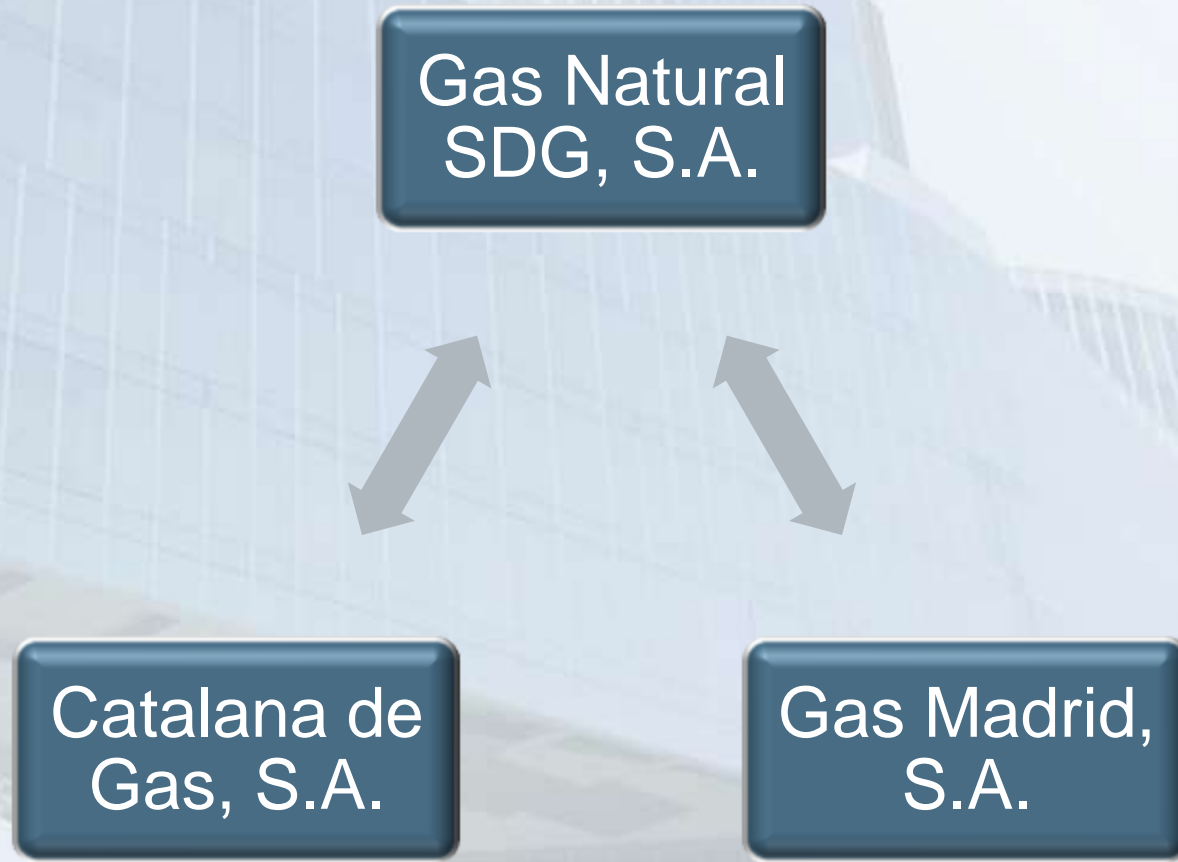 Gas Natural
SDG, S.A.
Catalana de
Gas, S.A.
Gas Madrid,
S.A.